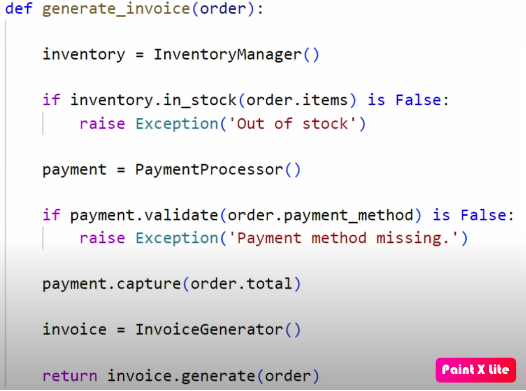 def generate_invoice(order):
inventory = InventoryManager()
if inventory.in_stock(order.items) is False:
raise Exception('Out of stock')
payment = PaymentProcessor()
if payment.validate(order.payment_method) is False:
raise Exception('Payment method missing.')
payment.capture(order.total)
invoice = InvoiceGenerator()
return invoice.generate(order)
Paint X Lite